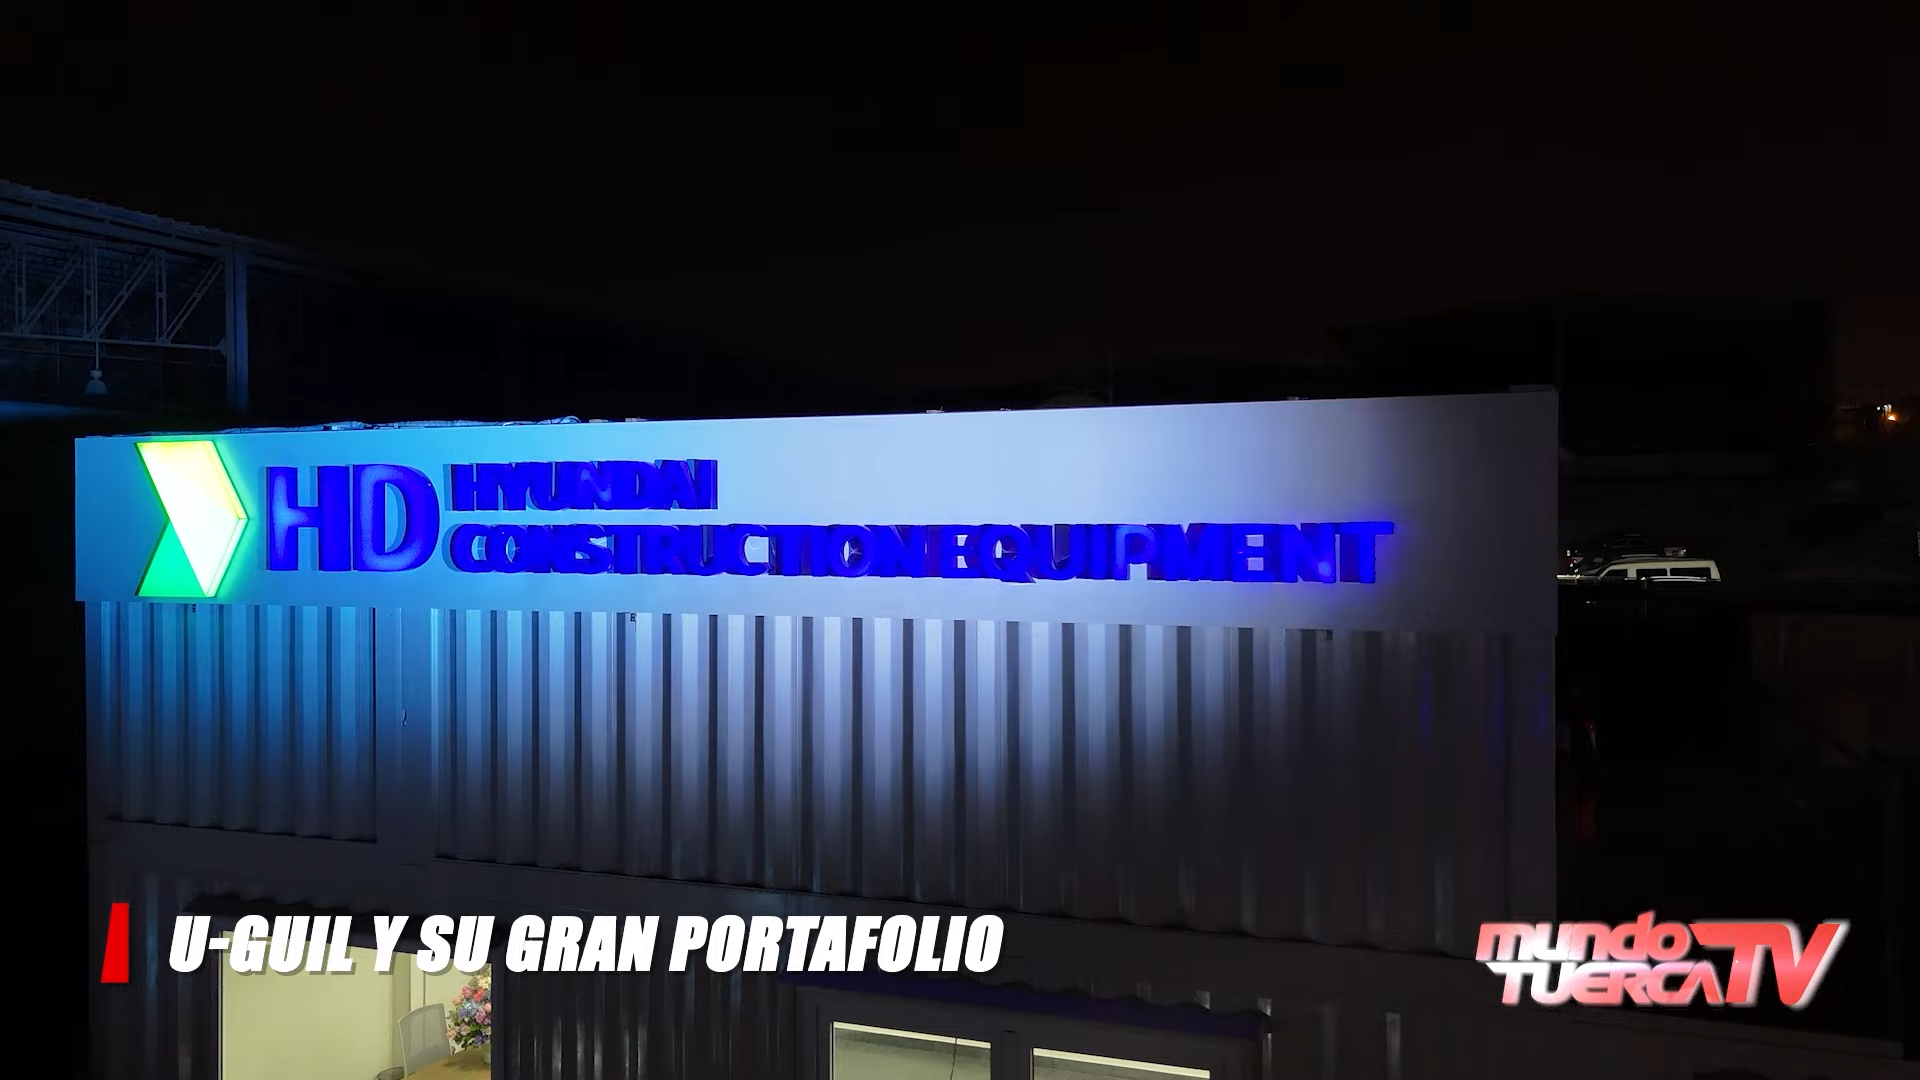 HD HYUNDAI
CONSTRUCTION EQUIPMENT
U-GUIL Y SU GRAN PORTAFOLIO
mundo
TUERCA TV